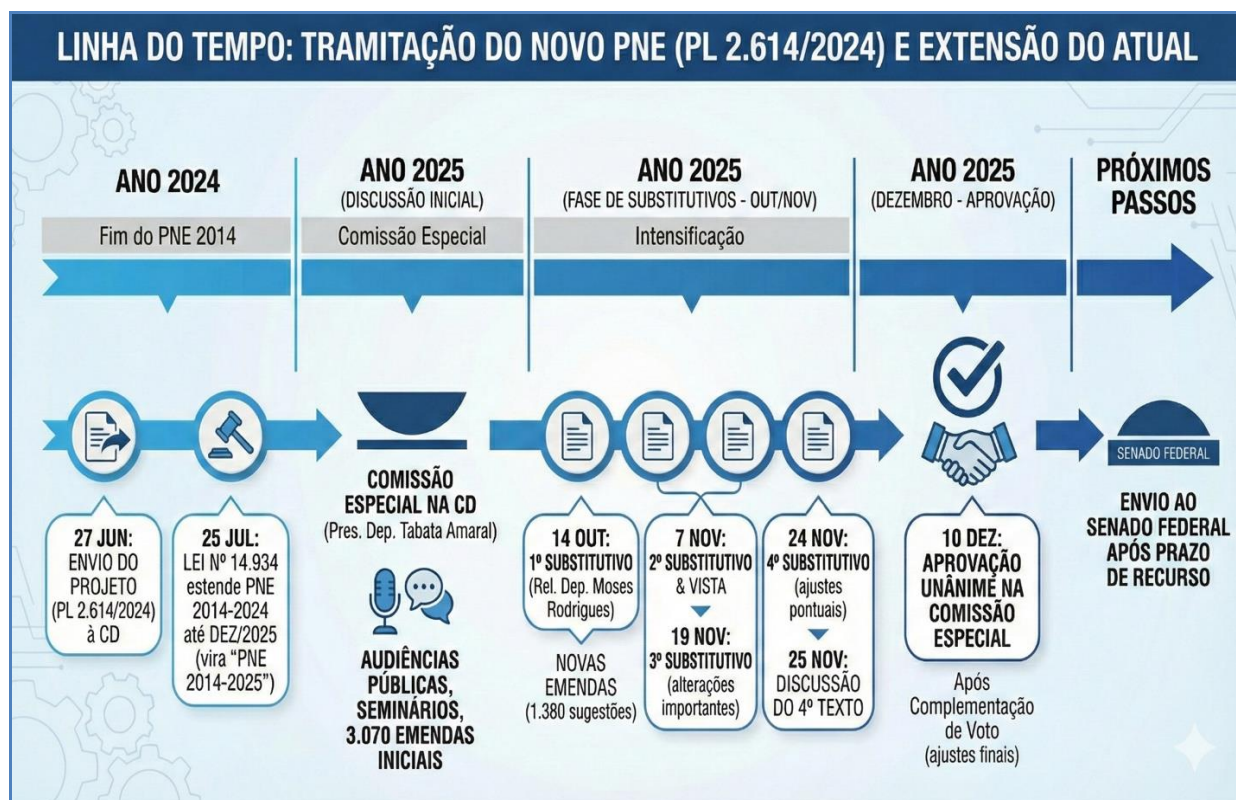 LINHA DO TEMPO: TRAMITAÇÃO DO NOVO PNE (PL 2.614/2024) E EXTENSÃO DO ATUAL
ANO 2024
Fim do PNE 2014
ANO 2025
(DISCUSSÃO INICIAL)
Comissão Especial
ANO 2025
(FASE DE SUBSTITUTIVOS - OUT/NOV)
Intensificação
ANO 2025
(DEZEMBRO - APROVAÇÃO)
PRÓXIMOS
PASSOS
27 JUN:
ENVIO DO
PROJETO
(PL 2.614/2024)
à CD
25 JUL:
LEI Nº 14.934
estende PNE
2014-2024
até DEZ/2025
(vira “PNE
2014-2025”)
COMISSÃO
ESPECIAL NA CD
(Pres. Dep. Tabata Amaral)
AUDIÊNCIAS
PÚBLICAS,
SEMINÁRIOS,
3.070 EMENDAS
INICIAIS
14 OUT:
1º SUBSTITUTIVO
(Rel. Dep. Moses
Rodrigues)
NOVAS
EMENDAS
(1.380 sugestões)
7 NOV:
2º SUBSTITUTIVO
& VISTA
19 NOV:
3º SUBSTITUTIVO
(alterações
importantes)
24 NOV:
4º SUBSTITUTIVO
(ajustes
pontuais)
25 NOV:
DISCUSSÃO
DO 4º TEXTO
10 DEZ:
APROVAÇÃO
UNÂNIME NA
COMISSÃO
ESPECIAL
Após
Complementação
de Voto
(ajustes finais)
SENADO FEDERAL
ENVIO AO
SENADO FEDERAL
APÓS PRAZO
DE RECURSO